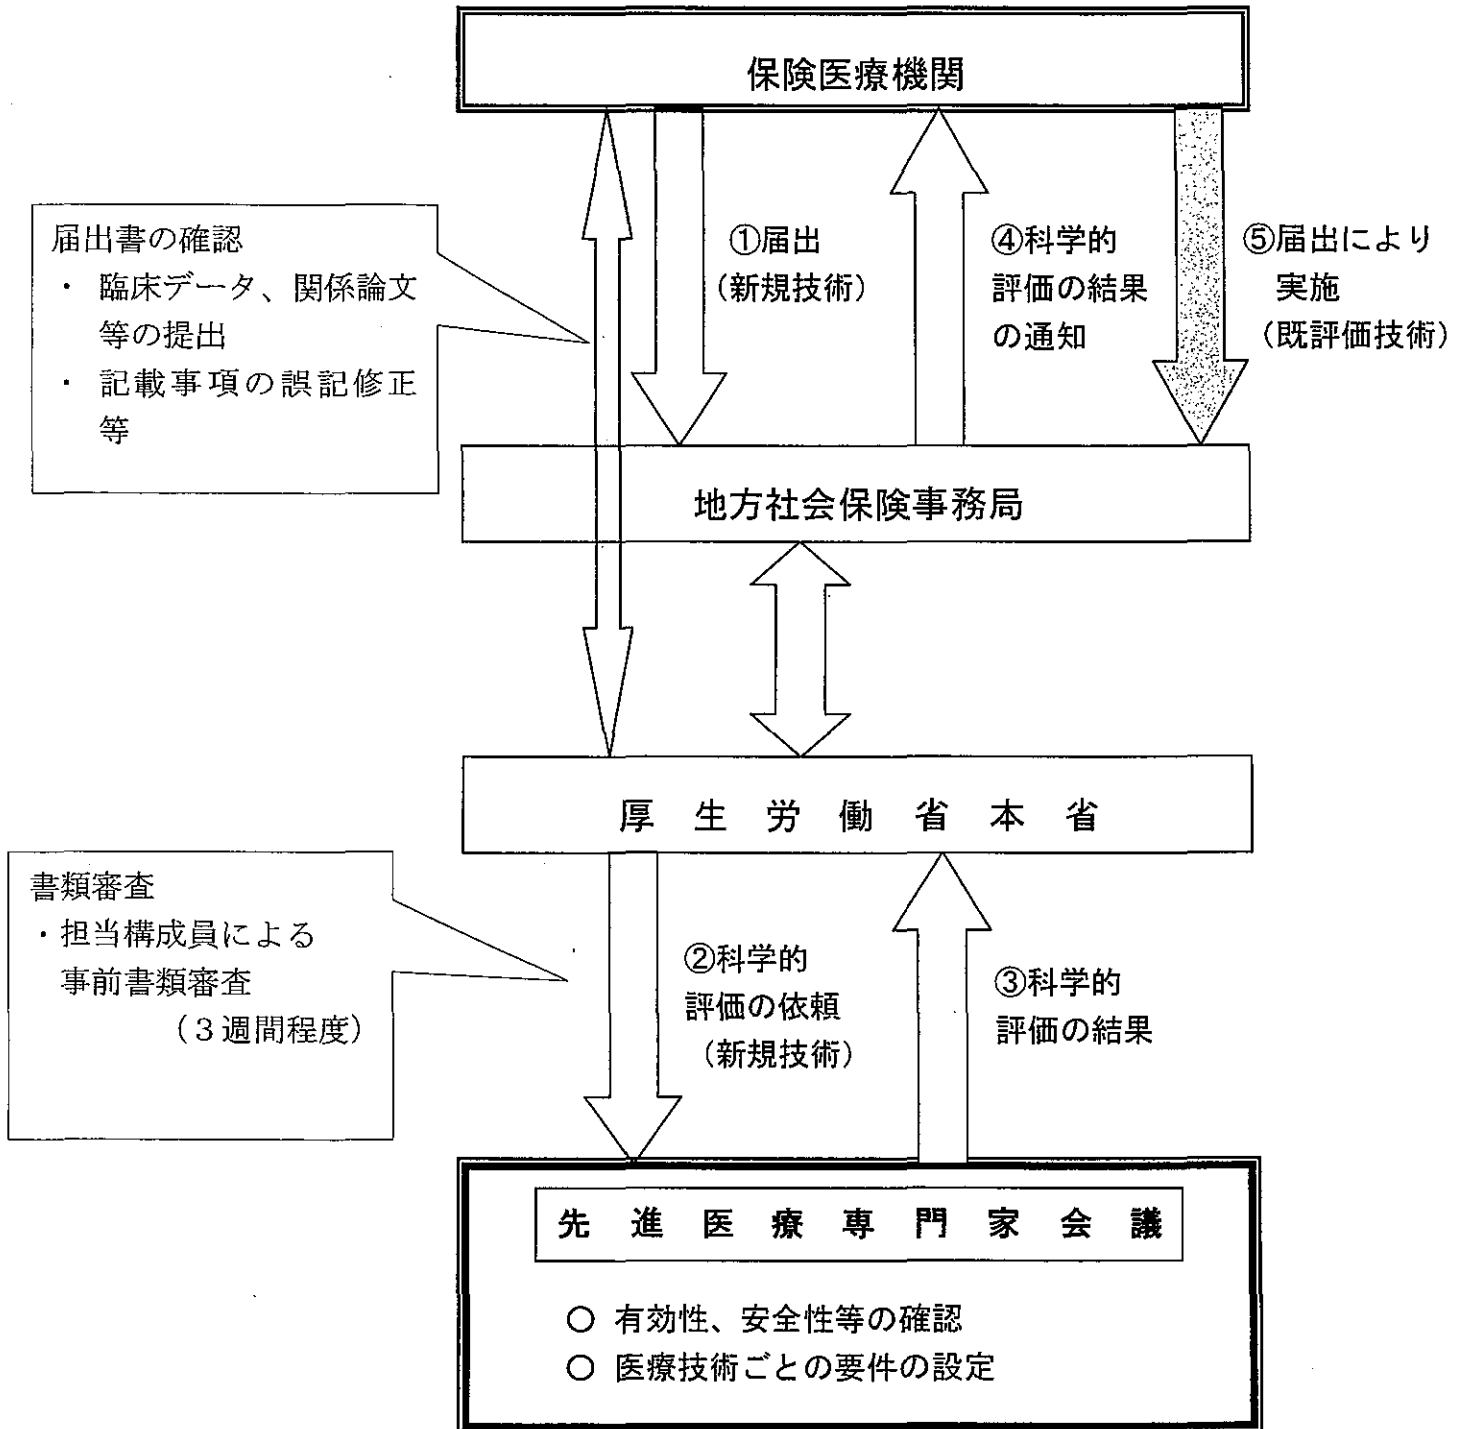 保険医療機関
届出書の確認
・ 臨床データ、関係論文
等の提出
・ 記載事項の誤記修正
等
①届出
(新規技術)
④科学的
評価の結果
の通知
⑤届出により
実施
(既評価技術)
地方社会保険事務局
厚生労働省本省
書類審査
・担当構成員による
事前書類審査
(3週間程度)
②科学的
評価の依頼
(新規技術)
③科学的
評価の結果
先進医療専門家会議
○ 有効性、安全性等の確認
○ 医療技術ごとの要件の設定